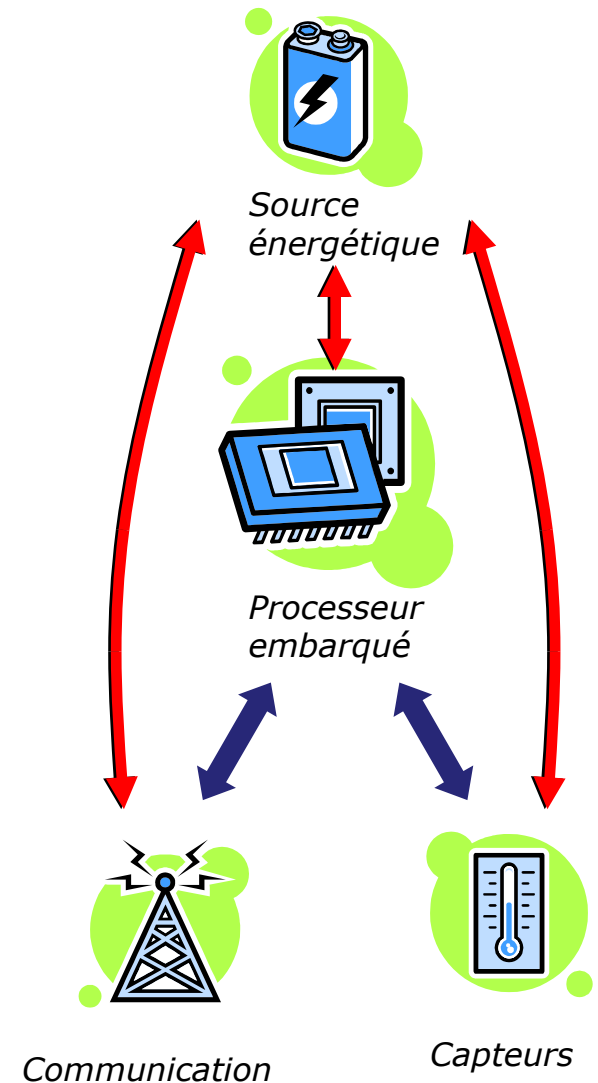 Source
énergétique
Processeur
embarqué
Communication
Capteurs